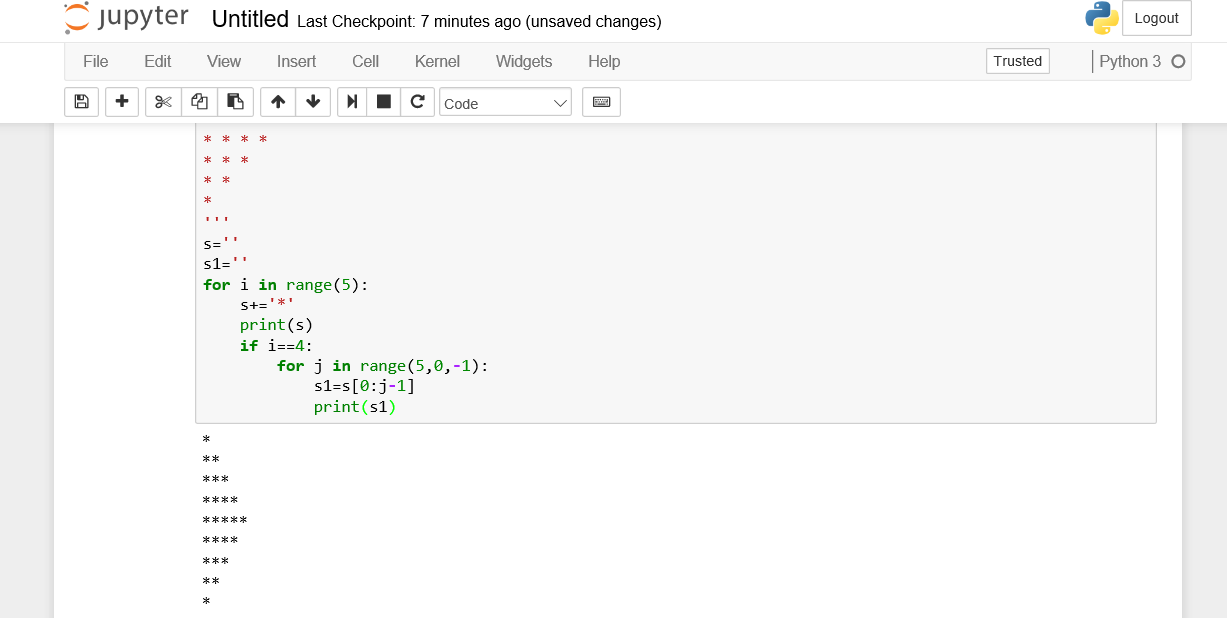 jupyter Untitled Last Checkpoint: 7 minutes ago (unsaved changes) Logout
File Edit View Insert Cell Kernel Widgets Help Trusted Python 3
Code
* * * *
* * *
* *
*
'''
s=''
s1=''
for i in range(5):
    s+='*'
    print(s)
    if i==4:
        for j in range(5,0,-1):
            s1=s[0:j-1]
            print(s1)
*
**
***
****
*****
****
***
**
*